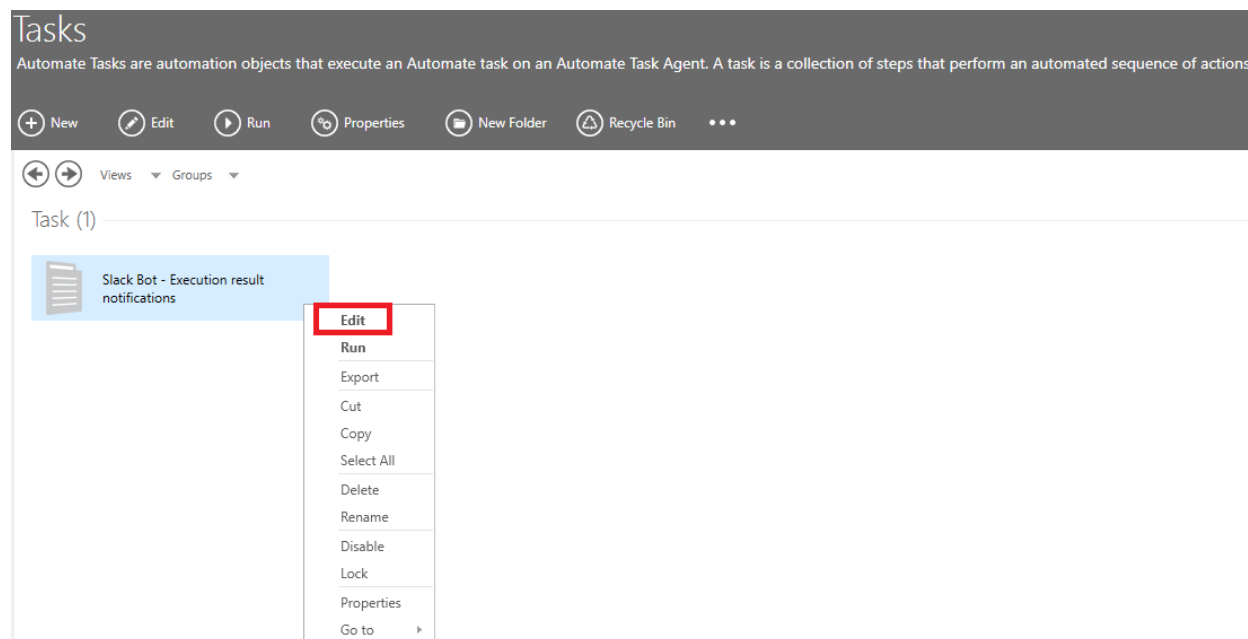 Tasks
Automate Tasks are automation objects that execute an Automate task on an Automate Task Agent. A task is a collection of steps that perform an automated sequence of actions
New Edit Run Properties New Folder Recycle Bin
Views Groups
Task (1)
Slack Bot - Execution result
notifications
Edit
Run
Export
Cut
Copy
Select All
Delete
Rename
Disable
Lock
Properties
Go to